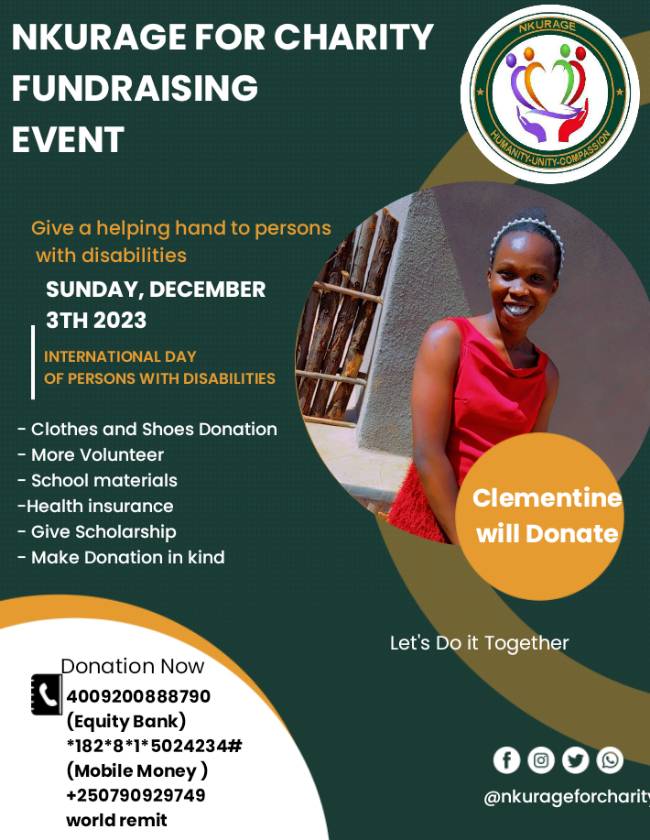 NKURAGE FOR CHARITY
FUNDRAISING
EVENT
NKURAGE
HUMANITY-UNITY-COMPASSION
Give a helping hand to persons
with disabilities
SUNDAY, DECEMBER
3TH 2023
INTERNATIONAL DAY
OF PERSONS WITH DISABILITIES
- Clothes and Shoes Donation
- More Volunteer
- School materials
-Health insurance
- Give Scholarship
- Make Donation in kind
Clementine
will Donate
Let's Do it Together
Donation Now
4009200888790
(Equity Bank)
*182*8*1*5024234#
(Mobile Money )
+250790929749
world remit
@nkurageforcharity